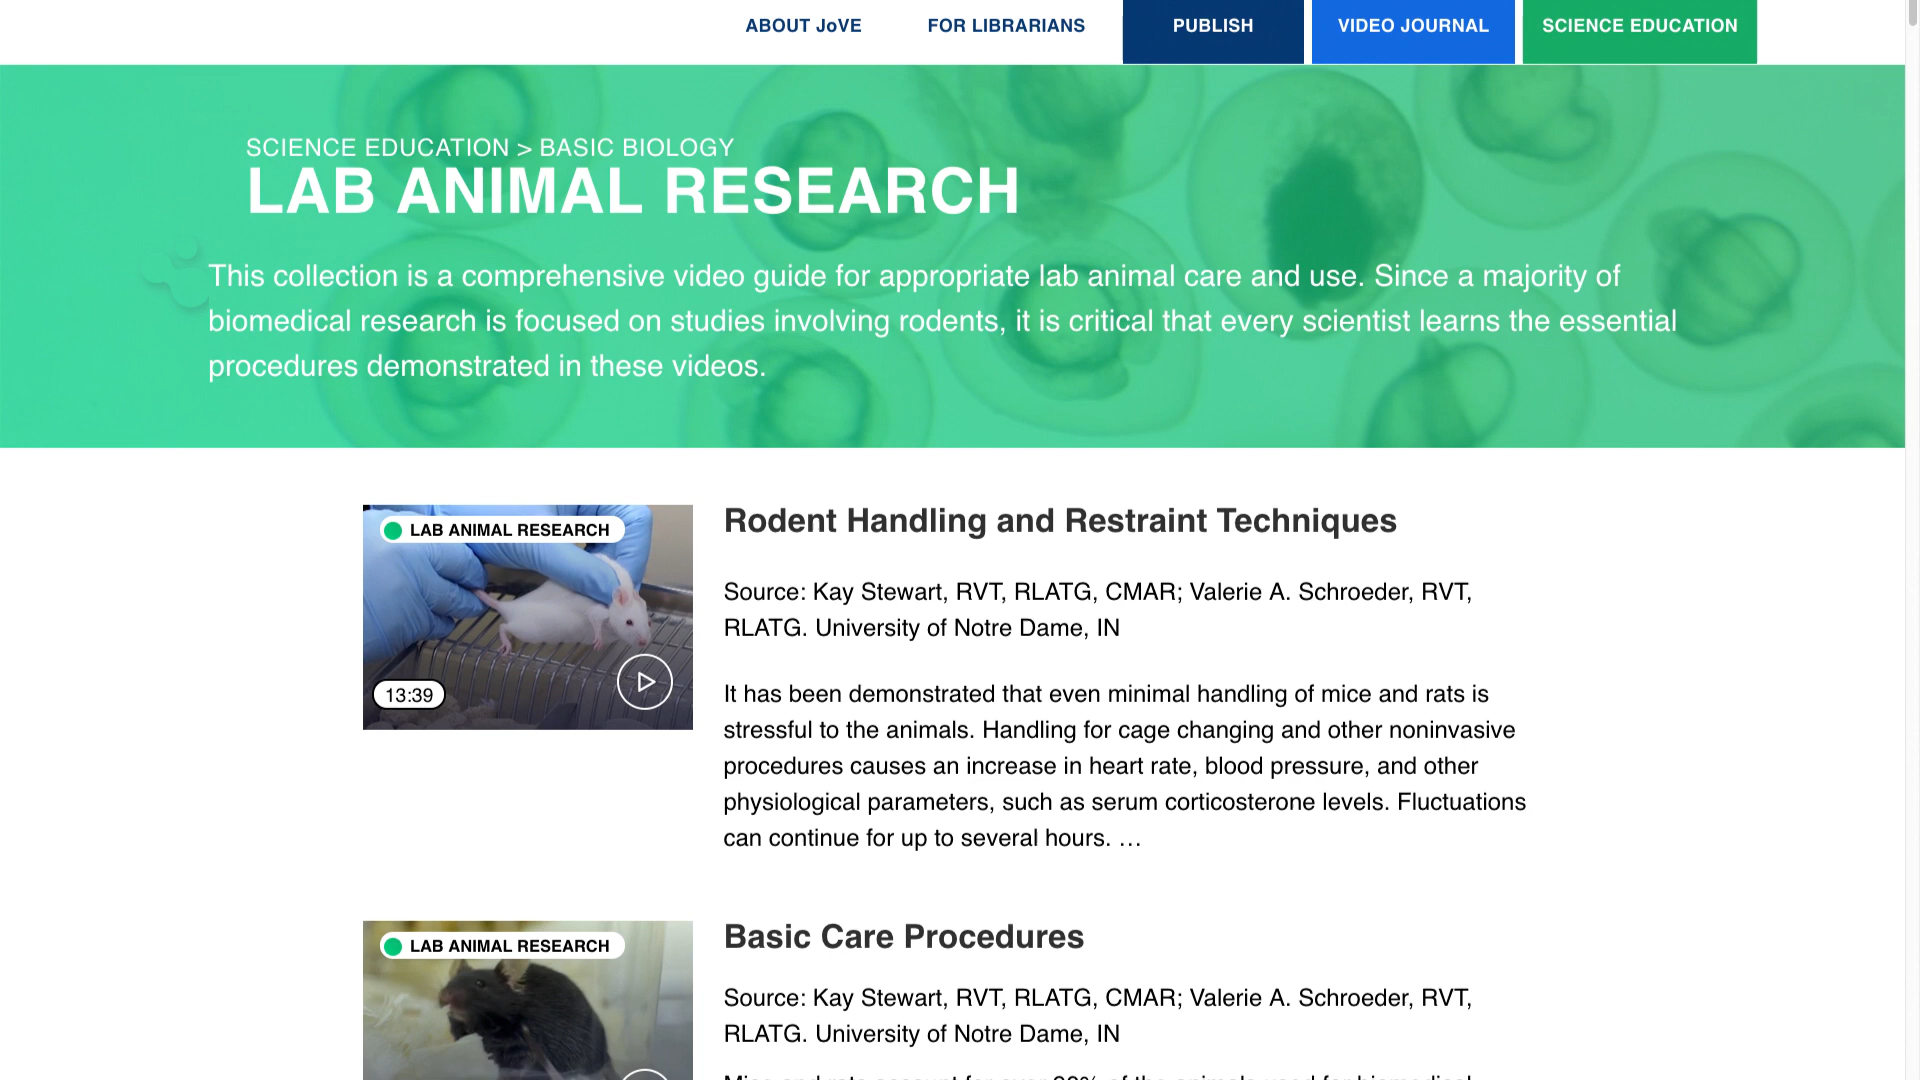 ABOUT JoVE
FOR LIBRARIANS
PUBLISH
VIDEO JOURNAL
SCIENCE EDUCATION
SCIENCE EDUCATION > BASIC BIOLOGY
LAB ANIMAL RESEARCH
This collection is a comprehensive video guide for appropriate lab animal care and use. Since a majority of
biomedical research is focused on studies involving rodents, it is critical that every scientist learns the essential
procedures demonstrated in these videos.
LAB ANIMAL RESEARCH
13:39
Rodent Handling and Restraint Techniques
Source: Kay Stewart, RVT, RLATG, CMAR; Valerie A. Schroeder, RVT,
RLATG. University of Notre Dame, IN
It has been demonstrated that even minimal handling of mice and rats is
stressful to the animals. Handling for cage changing and other noninvasive
procedures causes an increase in heart rate, blood pressure, and other
physiological parameters, such as serum corticosterone levels. Fluctuations
can continue for up to several hours. …
LAB ANIMAL RESEARCH
Basic Care Procedures
Source: Kay Stewart, RVT, RLATG, CMAR; Valerie A. Schroeder, RVT,
RLATG. University of Notre Dame, IN